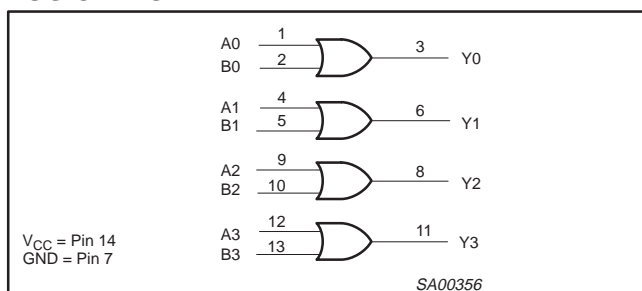 A0 1 3 Y0
B0 2
A1 4 6 Y1
B1 5
A2 9 8 Y2
B2 10
A3 12 11 Y3
B3 13
VCC = Pin 14
GND = Pin 7
SA00356